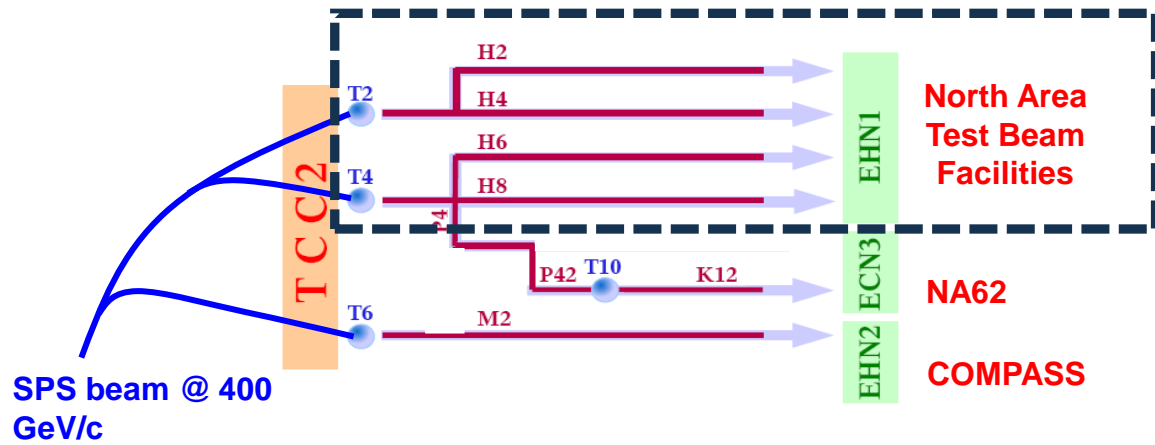 H2
T2
H4
North Area
Test Beam
Facilities
EHN1
H6
T4
H8
TCC2
P4
P42
T10
K12
ECN3
NA62
T6
M2
EHN2
COMPASS
SPS beam @ 400
GeV/c